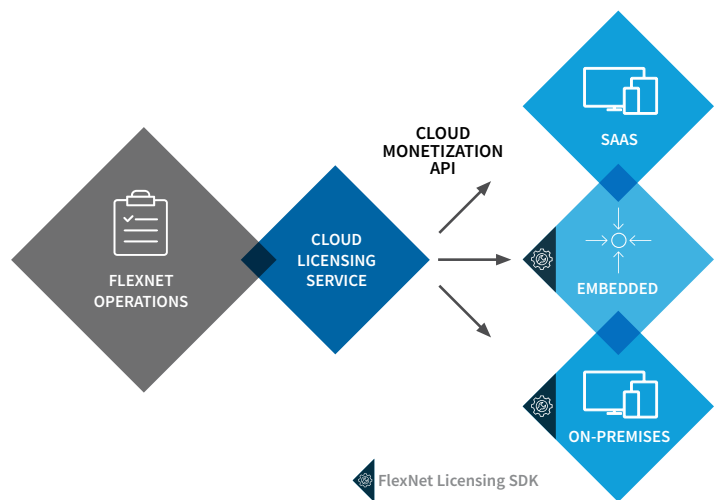 FLEXNET
OPERATIONS
CLOUD
LICENSING
SERVICE
CLOUD
MONETIZATION
API
SAAS
EMBEDDED
ON-PREMISES
FlexNet Licensing SDK